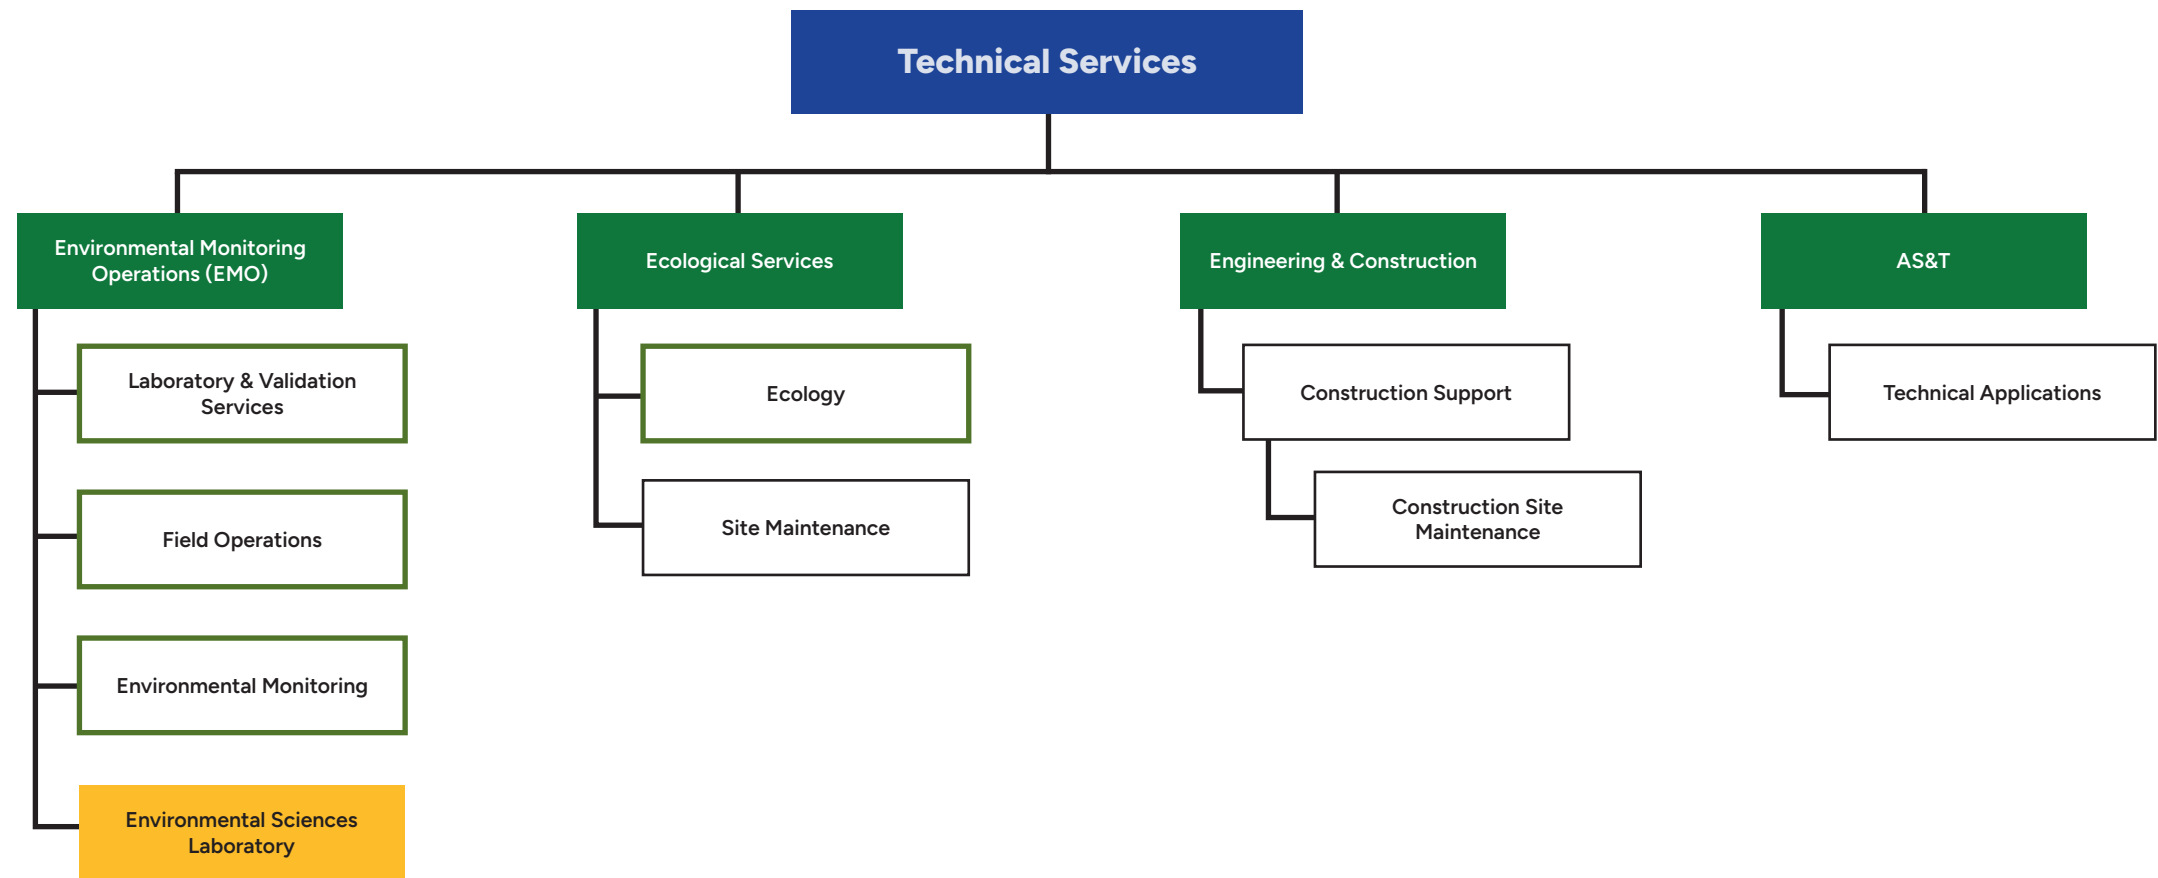 Technical Services
Environmental Monitoring
Operations (EMO)
Ecological Services
Engineering & Construction
AS&T
Laboratory & Validation
Services
Field Operations
Environmental Monitoring
Environmental Sciences
Laboratory
Ecology
Site Maintenance
Construction Support
Construction Site
Maintenance
Technical Applications